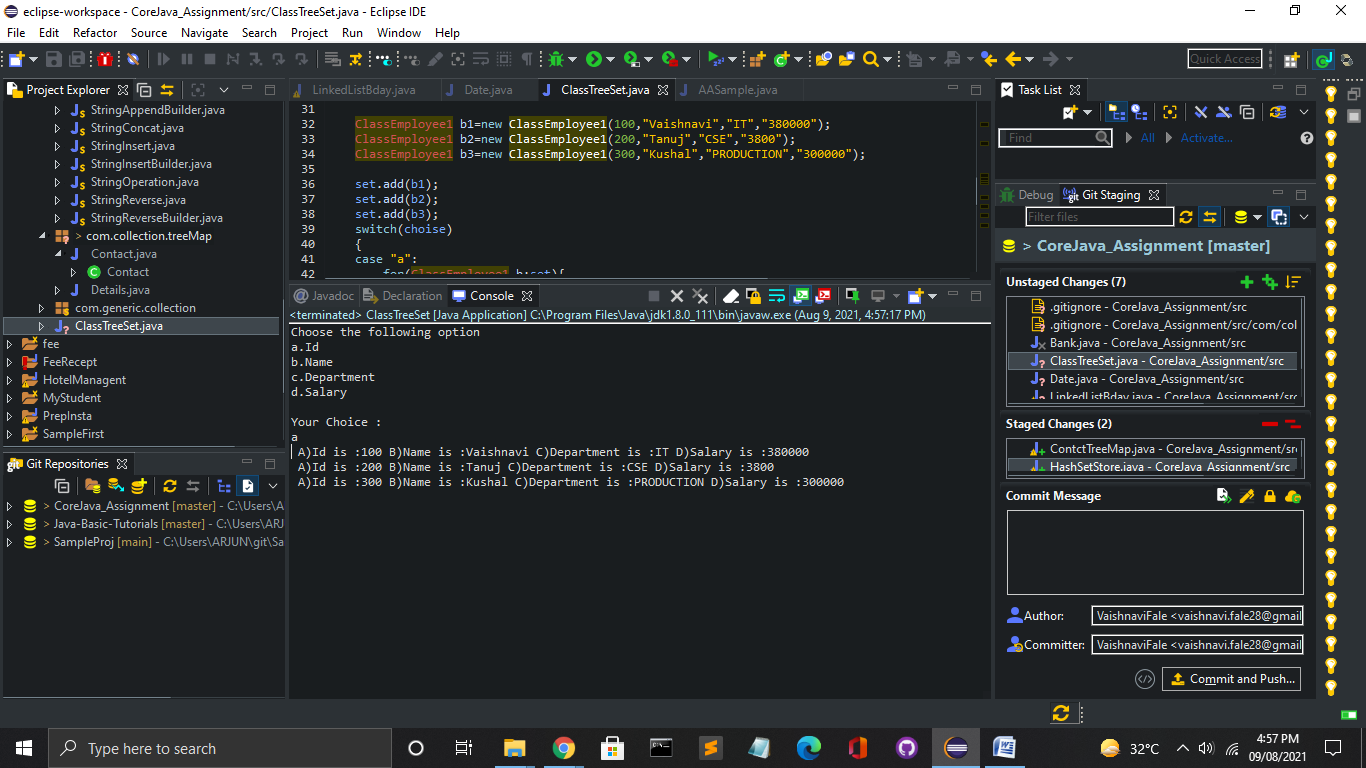 eclipse-workspace - CoreJava_Assignment/src/ClassTreeSet.java - Eclipse IDE
File Edit Refactor Source Navigate Search Project Run Window Help
Quick Access
Project Explorer
StringAppendBuilder.java
StringConcat.java
StringInsert.java
StringInsertBuilder.java
StringOperation.java
StringReverse.java
StringReverseBuilder.java
> com.collection.treeMap
Contact.java
Contact
Details.java
com.generic.collection
ClassTreeSet.java
fee
FeeRecept
HotelManagent
MyStudent
PrepInsta
SampleFirst
Git Repositories
> CoreJava_Assignment [master] - C:\Users\A
> Java-Basic-Tutorials [master] - C:\Users\ARJ
> SampleProj [main] - C:\Users\ARJUN\git\Sa
LinkedListBday.java Date.java ClassTreeSet.java AASample.java
31
32 ClassEmployee1 b1=new ClassEmployee1(100,"Vaishnavi","IT","380000");
33 ClassEmployee1 b2=new ClassEmployee1(200,"Tanuj","CSE","3800");
34 ClassEmployee1 b3=new ClassEmployee1(300,"Kushal","PRODUCTION","300000");
35
36 set.add(b1);
37 set.add(b2);
38 set.add(b3);
39 switch(choise)
40 {
41 case "a":
42 for(ClassEmployee1 b:set){
Javadoc Declaration Console
<terminated> ClassTreeSet [Java Application] C:\Program Files\Java\jdk1.8.0_111\bin\javaw.exe (Aug 9, 2021, 4:57:17 PM)
Choose the following option
a.Id
b.Name
c.Department
d.Salary
Your Choice :
a
A)Id is :100 B)Name is :Vaishnavi C)Department is :IT D)Salary is :380000
A)Id is :200 B)Name is :Tanuj C)Department is :CSE D)Salary is :3800
A)Id is :300 B)Name is :Kushal C)Department is :PRODUCTION D)Salary is :300000
Task List
Find All Activate...
Debug Git Staging
Filter files
> CoreJava_Assignment [master]
Unstaged Changes (7)
.gitignore - CoreJava_Assignment/src
.gitignore - CoreJava_Assignment/src/com/col
Bank.java - CoreJava_Assignment/src
ClassTreeSet.java - CoreJava_Assignment/src
Date.java - CoreJava_Assignment/src
LinkedListBday.java - CoreJava_Assignment/src
Staged Changes (2)
ContctTreeMap.java - CoreJava_Assignment/sr
HashSetStore.java - CoreJava_Assignment/src
Commit Message
Author: VaishnaviFale <vaishnavi.fale28@gmail
Committer: VaishnaviFale <vaishnavi.fale28@gmail
Commit and Push...
Type here to search
32°C
4:57 PM
09/08/2021